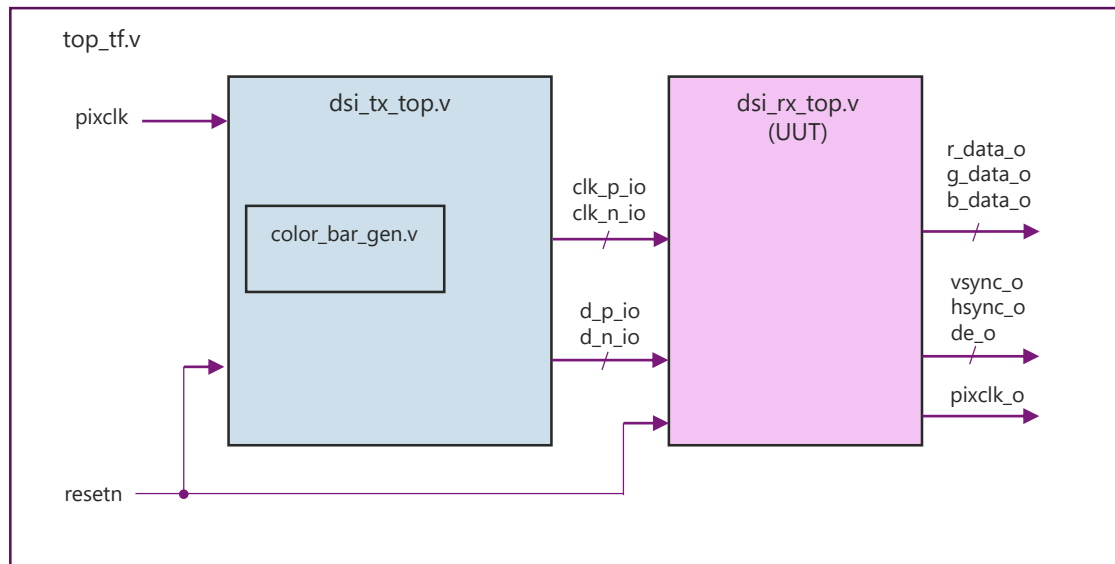 top_tf.v
pixclk
dsi_tx_top.v
color_bar_gen.v
clk_p_io
clk_n_io
d_p_io
d_n_io
dsi_rx_top.v
(UUT)
r_data_o
g_data_o
b_data_o
vsync_o
hsync_o
de_o
pixclk_o
resetn